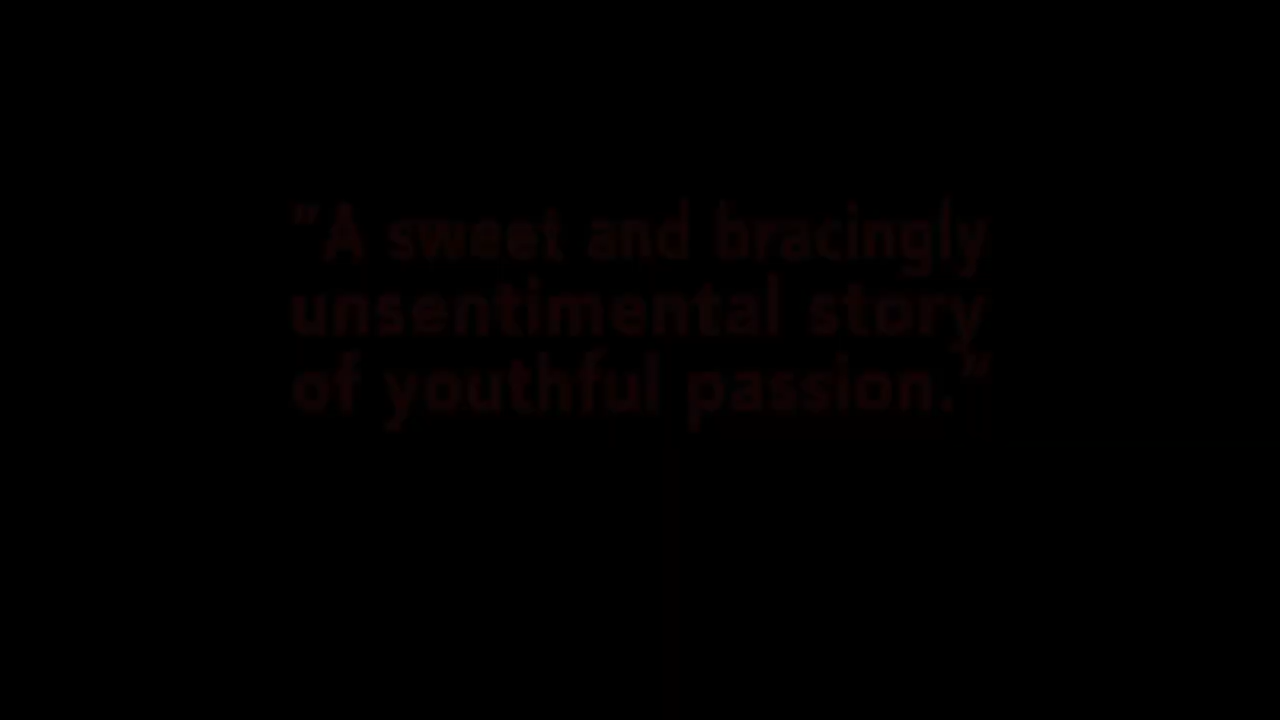 "A sweet and bracingly
unsentimental story
of youthful passion."